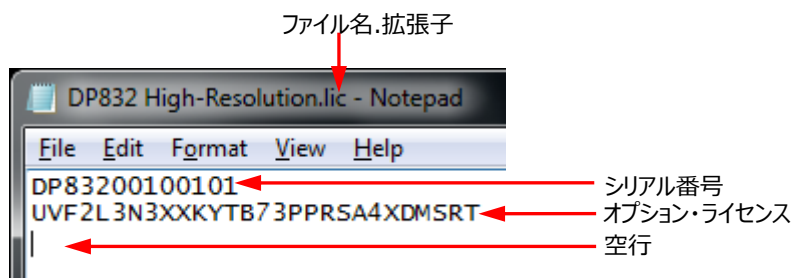 ファイル名.拡張子
DP832 High-Resolution.lic - Notepad
File Edit Format View Help
DP83200100101
シリアル番号
UVF2L3N3XXKYTB73PPRSA4XDMSRT
オプション・ライセンス
空行